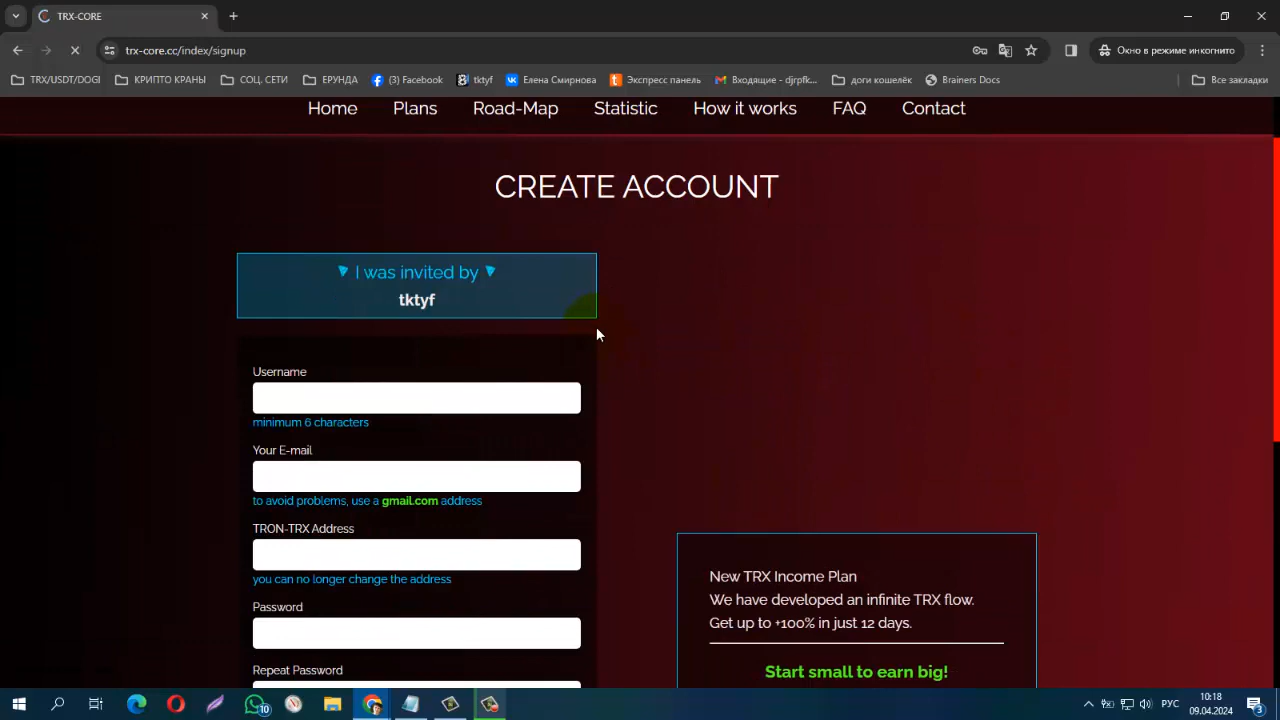 TRX-CORE
trx-core.cc/index/signup
Окно в режиме инкогнито
TRX/USDT/DOGI
КРИПТО КРАНЫ
СОЦ. СЕТИ
ЕРУНДА
(3) Facebook
tktyf
Елена Смирнова
Экспресс панель
Входящие - djrpfk...
доги кошелёк
Brainers Docs
Все закладки
Home
Plans
Road-Map
Statistic
How it works
FAQ
Contact
CREATE ACCOUNT
I was invited by
tktyf
Username
minimum 6 characters
Your E-mail
to avoid problems, use a gmail.com address
TRON-TRX Address
you can no longer change the address
Password
Repeat Password
New TRX Income Plan
We have developed an infinite TRX flow.
Get up to +100% in just 12 days.
Start small to earn big!
10
РУС
10:18
09.04.2024
3